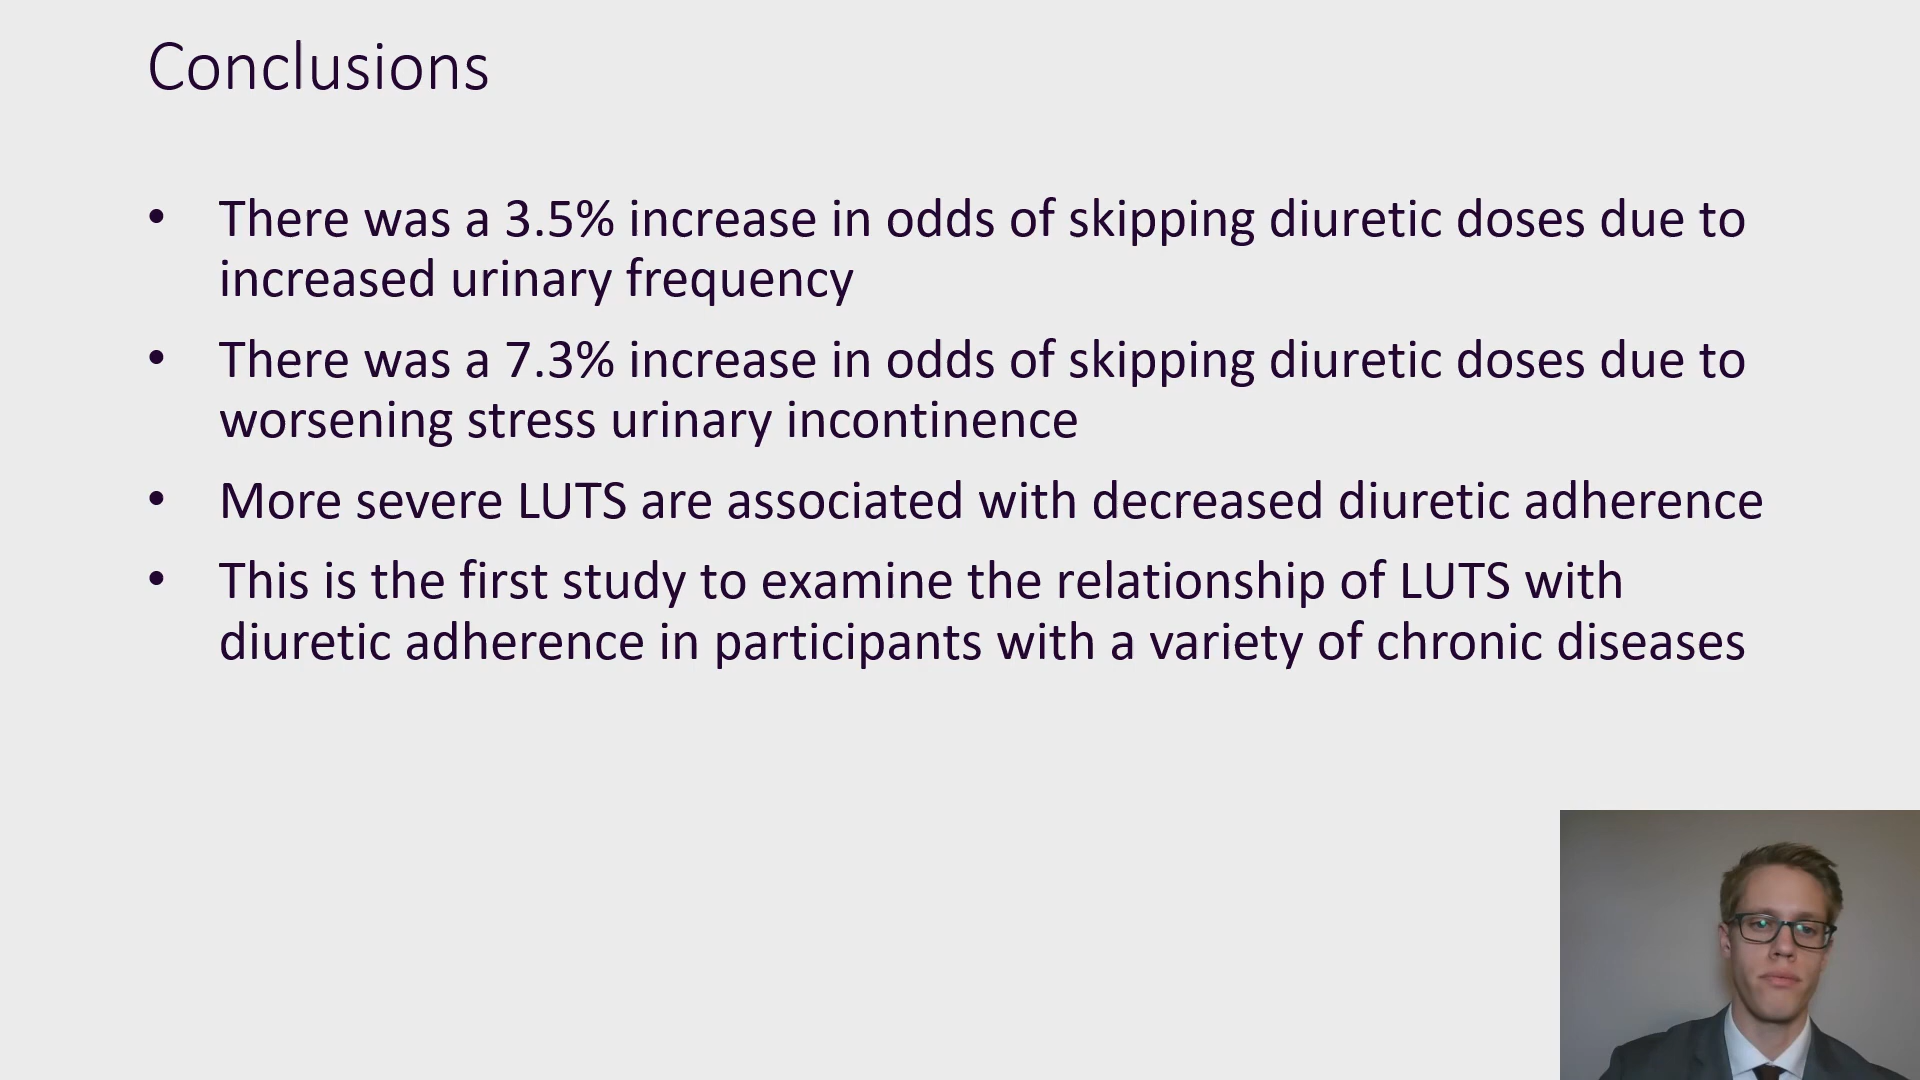 Conclusions
• There was a 3.5% increase in odds of skipping diuretic doses due to
increased urinary frequency
• There was a 7.3% increase in odds of skipping diuretic doses due to
worsening stress urinary incontinence
• More severe LUTS are associated with decreased diuretic adherence
• This is the first study to examine the relationship of LUTS with
diuretic adherence in participants with a variety of chronic diseases